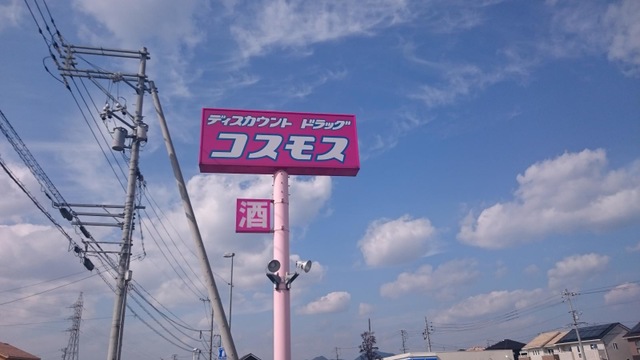 ディスカウント ドラッグ
コスモス
酒